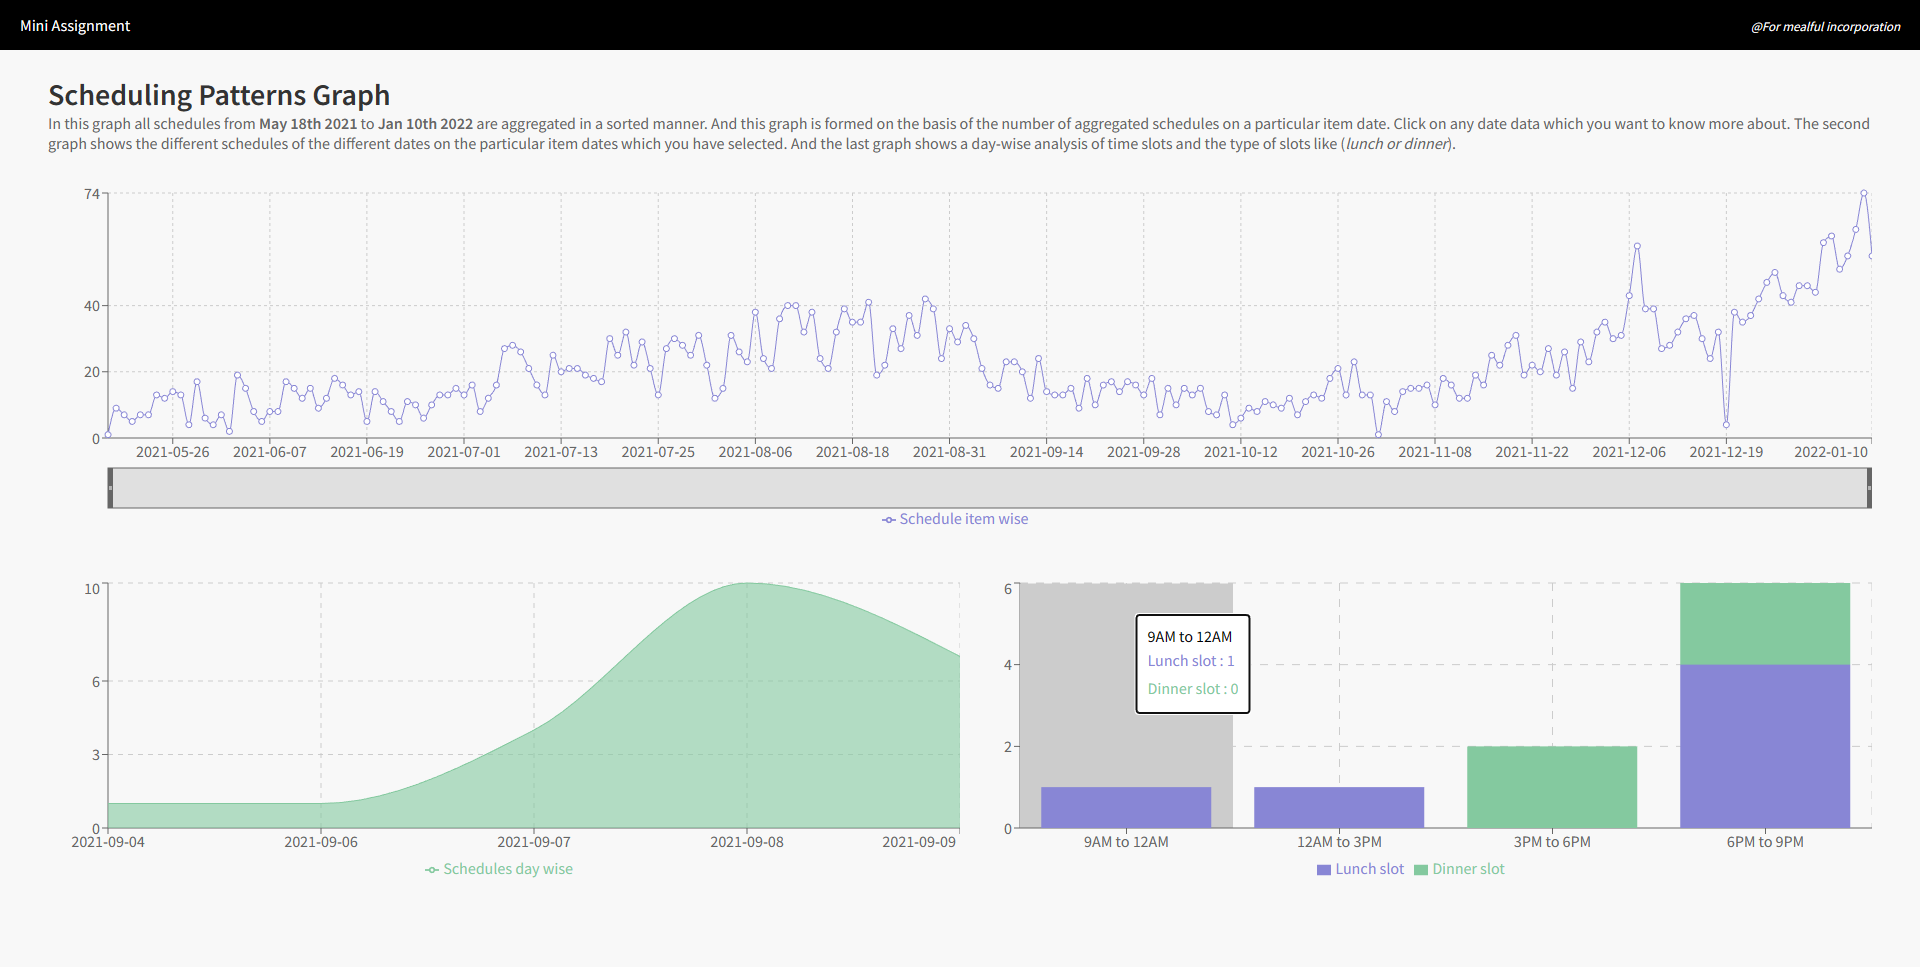 Mini Assignment
@For mealful incorporation
Scheduling Patterns Graph
In this graph all schedules from May 18th 2021 to Jan 10th 2022 are aggregated in a sorted manner. And this graph is formed on the basis of the number of aggregated schedules on a particular item date. Click on any date data which you want to know more about. The second
graph shows the different schedules of the different dates on the particular item dates which you have selected. And the last graph shows a day-wise analysis of time slots and the type of slots like (lunch or dinner).
74
40
20
0
2021-05-26 2021-06-07 2021-06-19 2021-07-01 2021-07-13 2021-07-25 2021-08-06 2021-08-18 2021-08-31 2021-09-14 2021-09-28 2021-10-12 2021-10-26 2021-11-08 2021-11-22 2021-12-06 2021-12-19 2022-01-10
Schedule item wise
10
6
3
0
2021-09-04 2021-09-06 2021-09-07 2021-09-08 2021-09-09
Schedules day wise
6
4
2
0
9AM to 12AM
Lunch slot : 1
Dinner slot : 0
9AM to 12AM 12AM to 3PM 3PM to 6PM 6PM to 9PM
Lunch slot Dinner slot